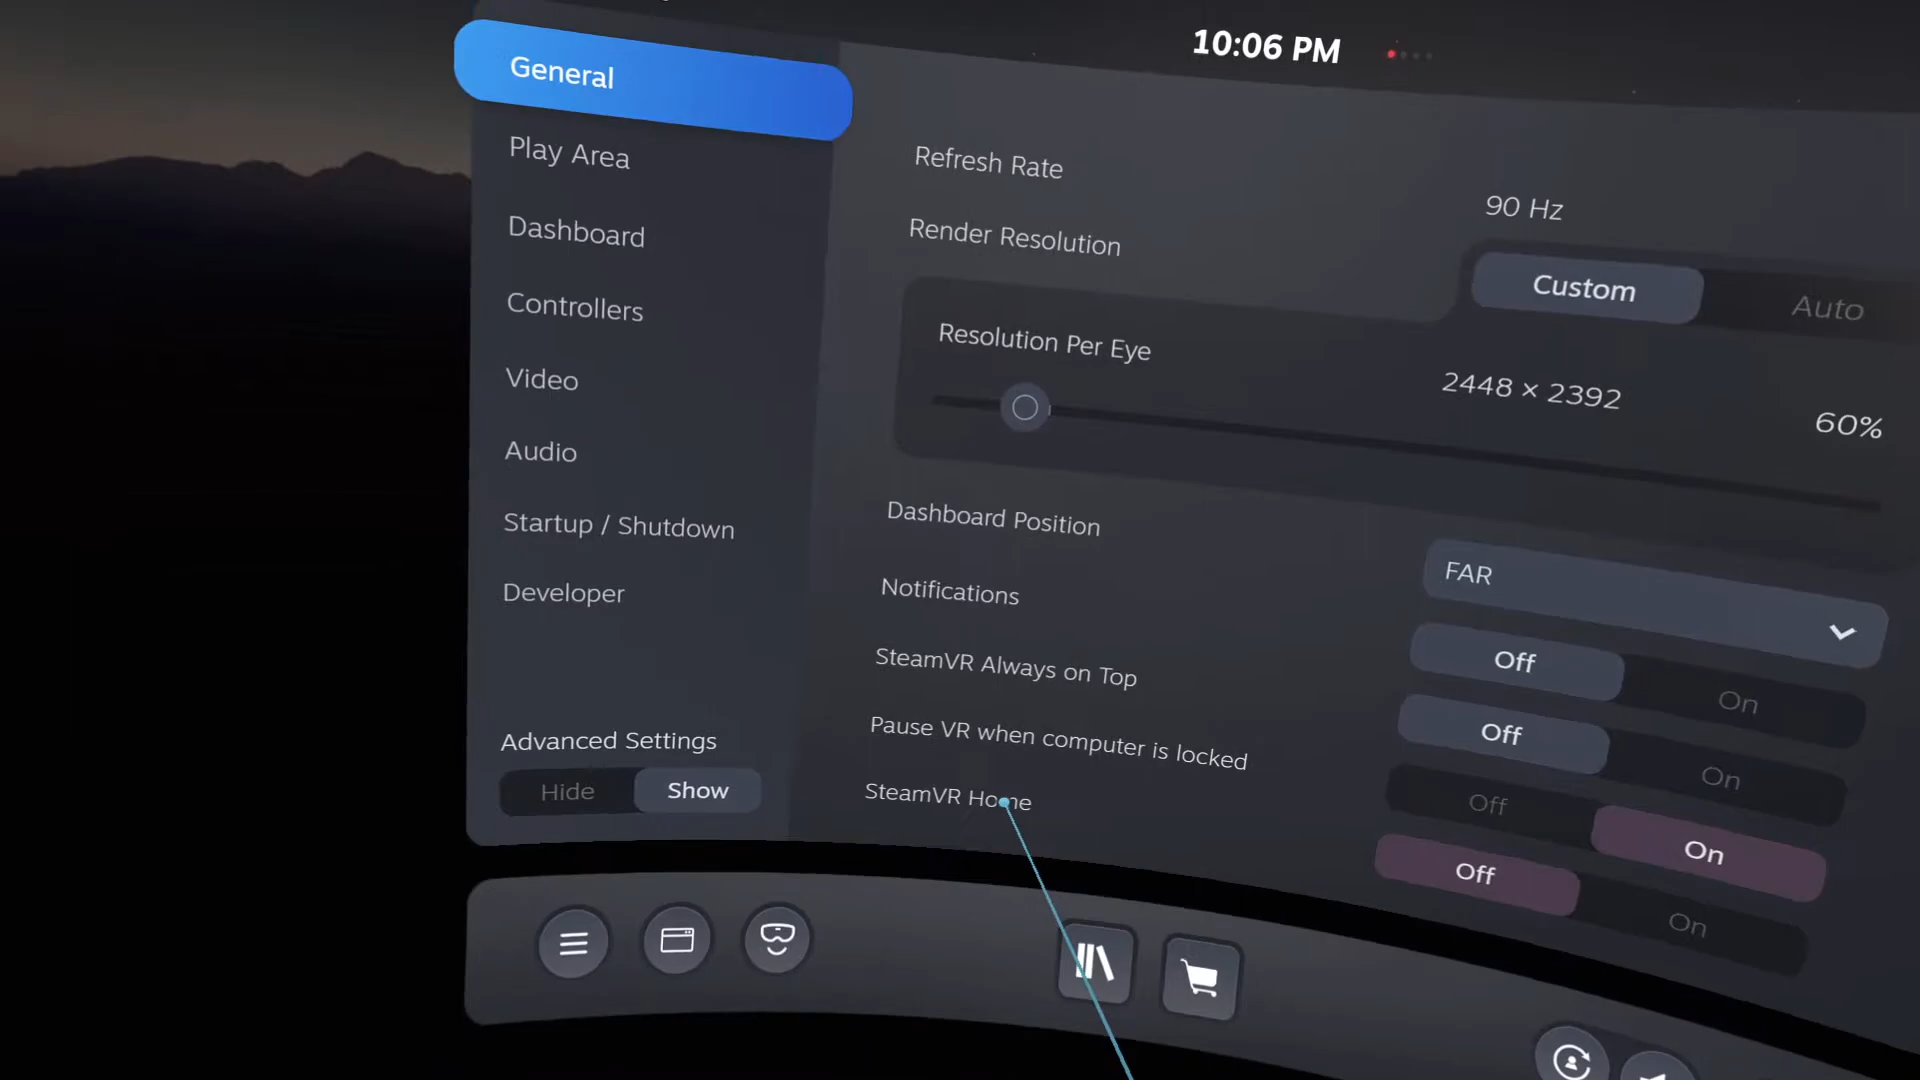 10:06 PM
General
Play Area
Dashboard
Controllers
Video
Audio
Startup / Shutdown
Developer
Advanced Settings
Hide Show
Refresh Rate 90 Hz
Render Resolution Custom Auto
Resolution Per Eye 2448 × 2392 60%
Dashboard Position FAR
Notifications Off On
SteamVR Always on Top Off On
Pause VR when computer is locked Off On
SteamVR Home Off On